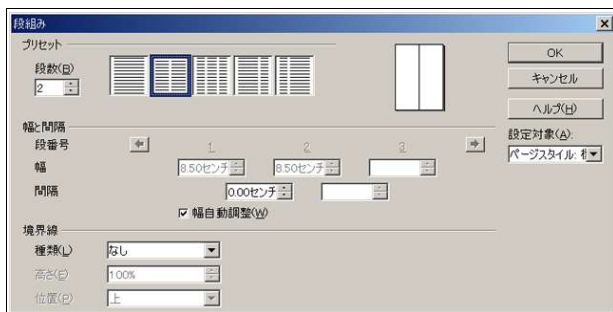 段組み
プリセット
段数(B)
2
OK
キャンセル
ヘルプ(H)
設定対象(A):
ページスタイル: 標
幅と間隔
段番号 1 2 3
幅 8.50センチ 8.50センチ
間隔 0.00センチ
幅自動調整(W)
境界線
種類(L) なし
高さ(E) 100%
位置(P) 上